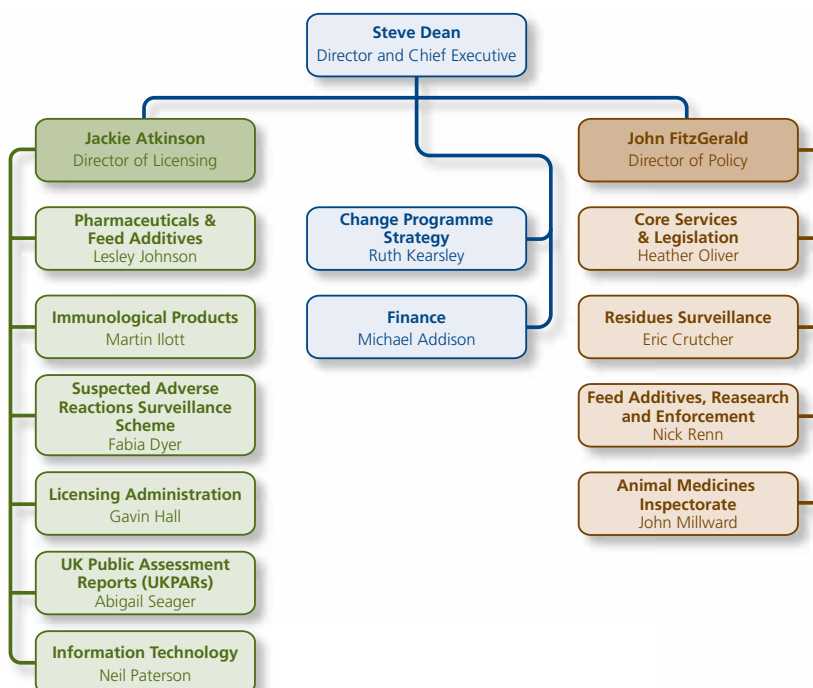 Steve Dean
Director and Chief Executive
Jackie Atkinson
Director of Licensing
John FitzGerald
Director of Policy
Pharmaceuticals &
Feed Additives
Lesley Johnson
Change Programme
Strategy
Ruth Kearsley
Core Services
& Legislation
Heather Oliver
Immunological Products
Martin Ilott
Finance
Michael Addison
Residues Surveillance
Eric Crutcher
Suspected Adverse
Reactions Surveillance
Scheme
Fabia Dyer
Feed Additives, Reasearch
and Enforcement
Nick Renn
Licensing Administration
Gavin Hall
Animal Medicines
Inspectorate
John Millward
UK Public Assessment
Reports (UKPARs)
Abigail Seager
Information Technology
Neil Paterson